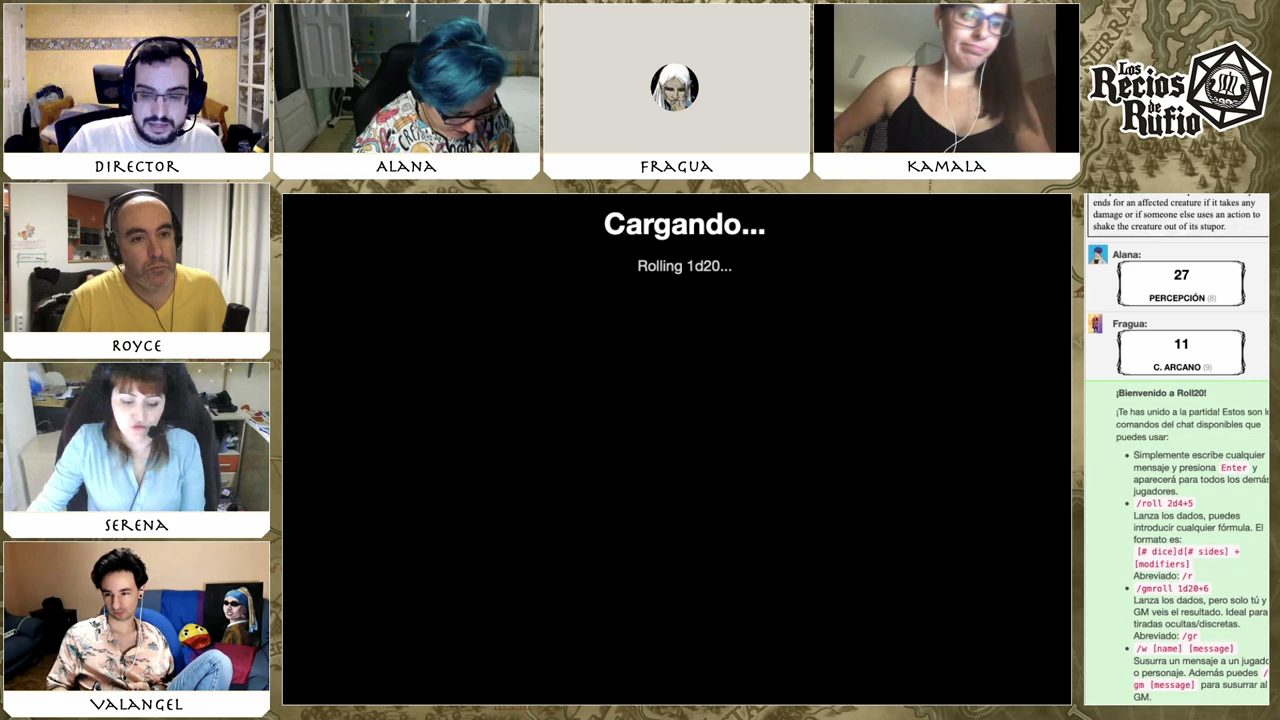 DIRECTOR
ALANA
FRAGUA
KAMALA
LOS
RECIOS
DE
RUFIO
ROYCE
SERENA
VALANGEL
Cargando...
Rolling 1d20...
ends for an affected creature if it takes any
damage or if someone else uses an action to
shake the creature out of its stupor.
Alana:
27
PERCEPCIÓN (8)
Fragua:
11
C. ARCANO (9)
¡Bienvenido a Roll20!
¡Te has unido a la partida! Estos son lo
comandos del chat disponibles que
puedes usar:
• Simplemente escribe cualquier
mensaje y presiona Enter y
aparecerá para todos los demás
jugadores.
• /roll 2d4+5
Lanza los dados, puedes
introducir cualquier fórmula. El
formato es:
[# dice]d[# sides] +
[modifiers]
Abreviado: /r
• /gmroll 1d20+6
Lanza los dados, pero solo tú y
GM veis el resultado. Ideal para
tiradas ocultas/discretas.
Abreviado: /gr
• /w [name] [message]
Susurra un mensaje a un jugado
o personaje. Además puedes /
gm [message] para susurrar al
GM.